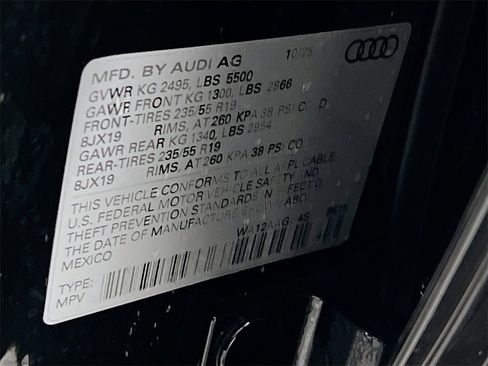 MFD. BY AUDI AG 10/25
GVWR KG 2495, LBS 5500
GAWR FRONT KG 1300, LBS 2866
FRONT-TIRES 235/55 R19
8JX19 RIMS, AT 260 KPA 38 PSI CO D
GAWR REAR KG 1340, LBS 2954
REAR-TIRES 235/55 R19
8JX19 RIMS, AT 260 KPA 38 PSI COLD
THIS VEHICLE CONFORMS TO ALL APPLICABLE
U.S. FEDERAL MOTOR VEHICLE SAFETY AND
THEFT PREVENTION STANDARDS IN EFFECT ON
THE DATE OF MANUFACTURE SHOWN ABOV
MEXICO
TYPE:
MPV